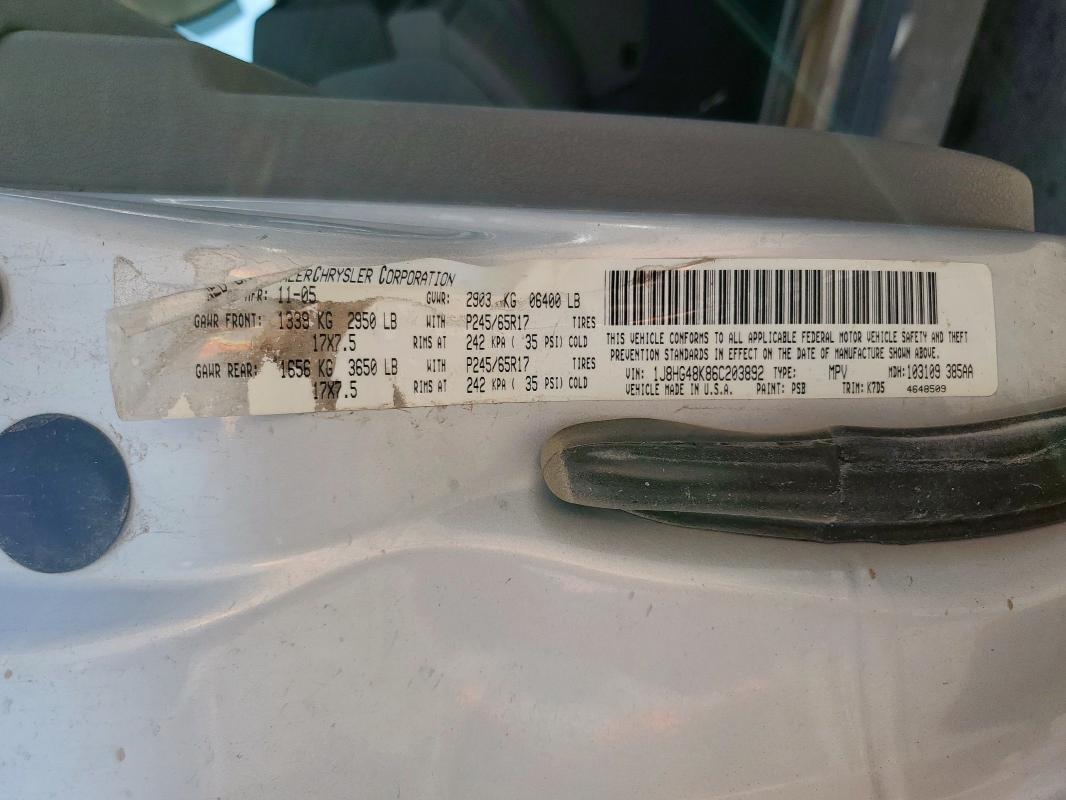 CHRYSLER CORPORATION
MFR: 11-05 GVWR: 2903 KG 06400 LB
GAWR FRONT: 1339 KG 2950 LB WITH P245/65R17 TIRES
17X7.5 RIMS AT 242 KPA ( 35 PSI) COLD
GAWR REAR: 1656 KG 3650 LB WITH P245/65R17 TIRES
17X7.5 RIMS AT 242 KPA ( 35 PSI) COLD
THIS VEHICLE CONFORMS TO ALL APPLICABLE FEDERAL MOTOR VEHICLE SAFETY AND THEFT
PREVENTION STANDARDS IN EFFECT ON THE DATE OF MANUFACTURE SHOWN ABOVE.
VIN: 1J8HG48K86C203892 TYPE: MPV MDH: 103109 385AA
VEHICLE MADE IN U.S.A. PAINT: PSB TRIM: K7D5 4648509